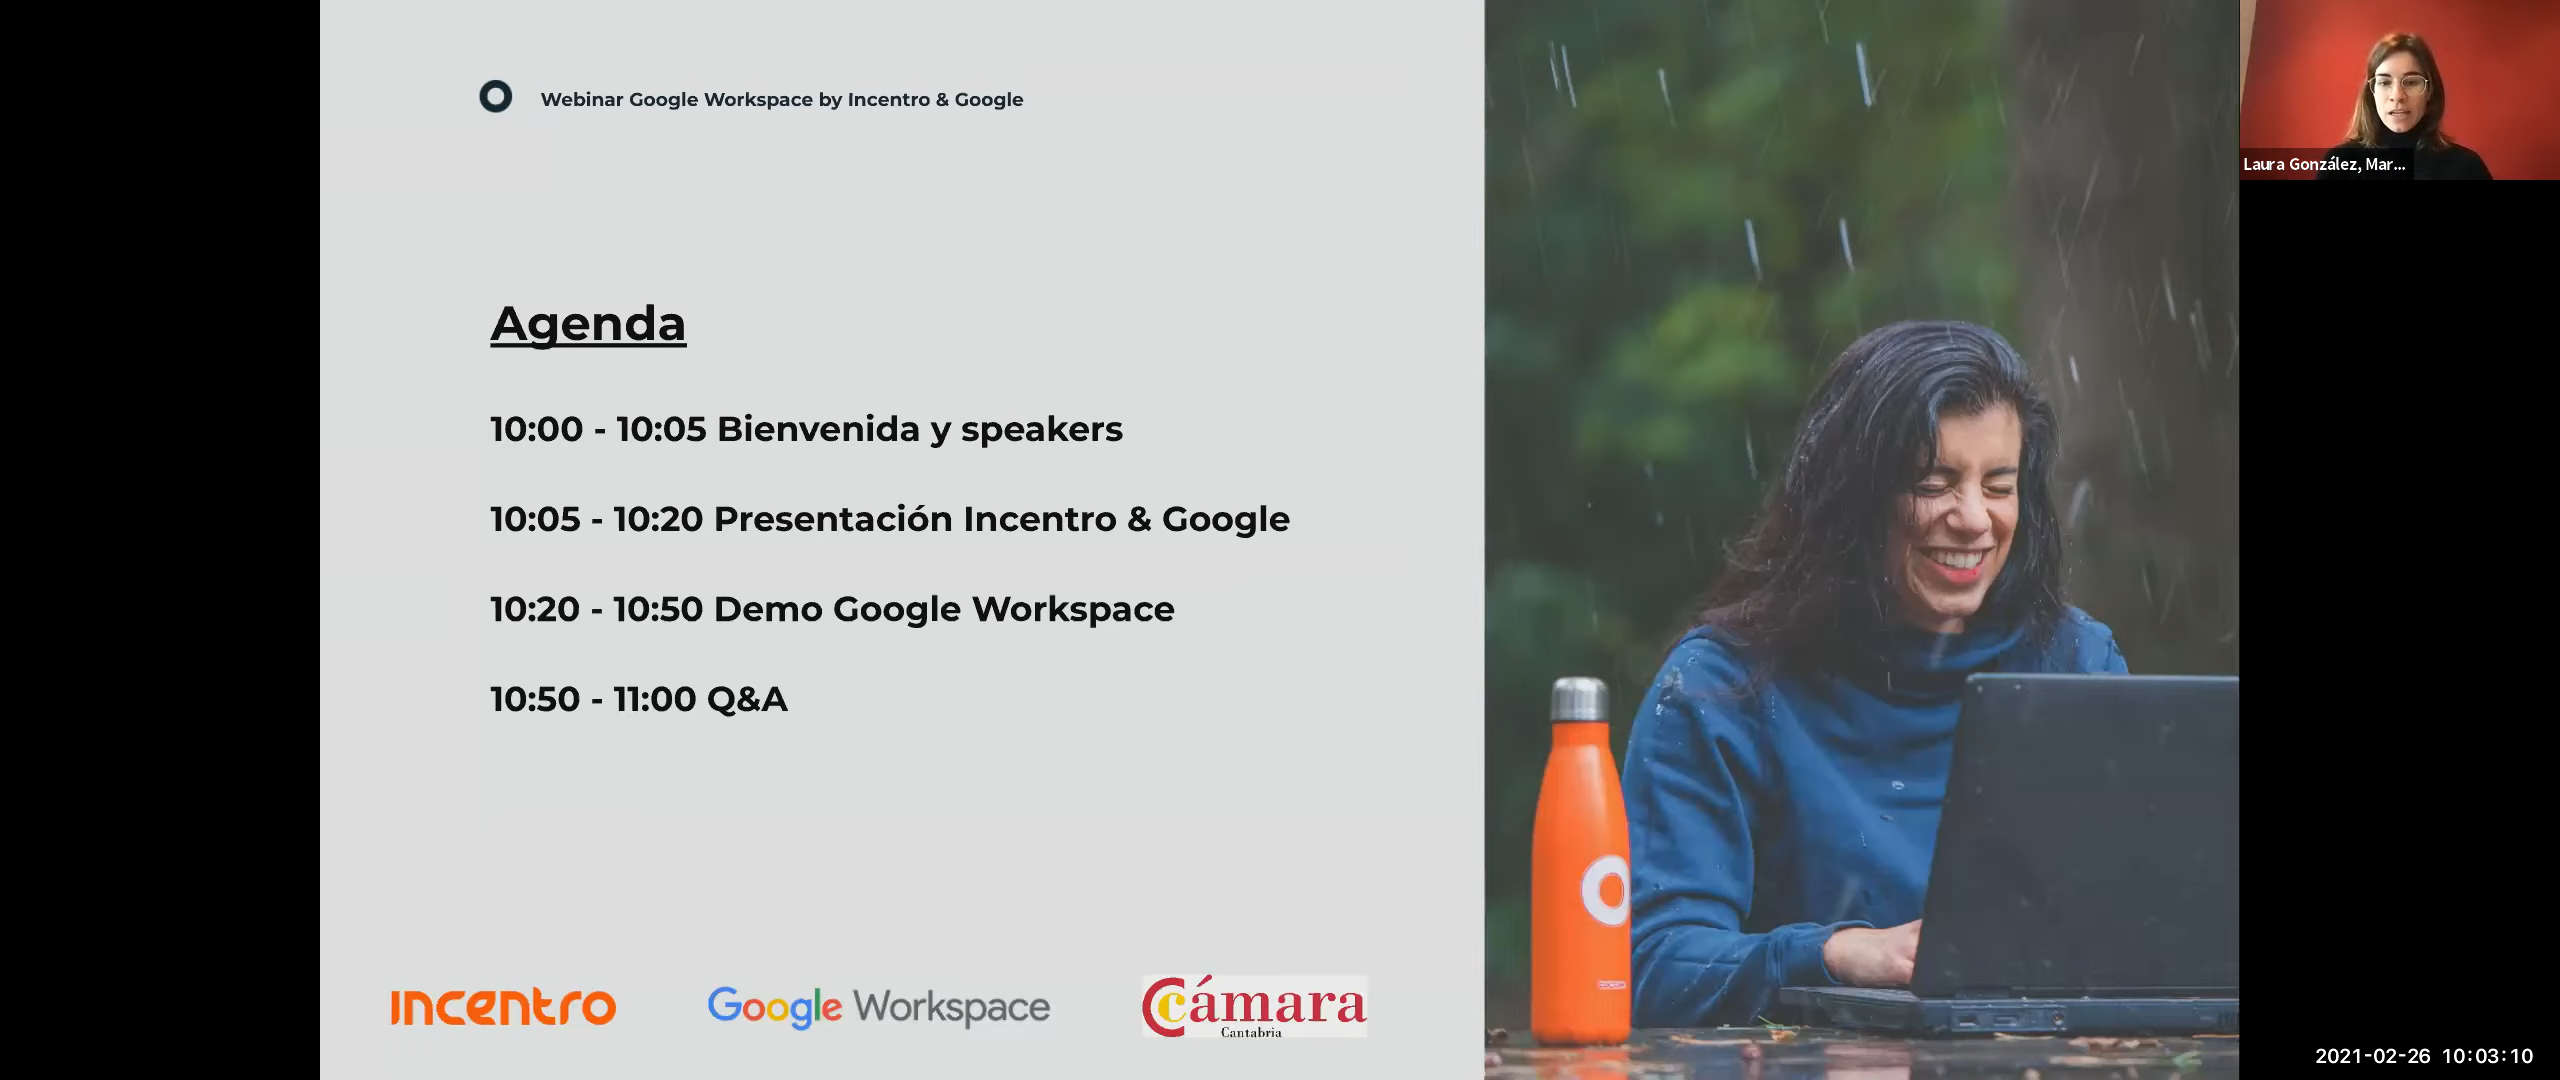 Webinar Google Workspace by Incentro & Google
Agenda
10:00 - 10:05 Bienvenida y speakers
10:05 - 10:20 Presentación Incentro & Google
10:20 - 10:50 Demo Google Workspace
10:50 - 11:00 Q&A
incentro
Google Workspace
Cámara
Cantabria
Laura González, Mar...
2021-02-26 10:03:10